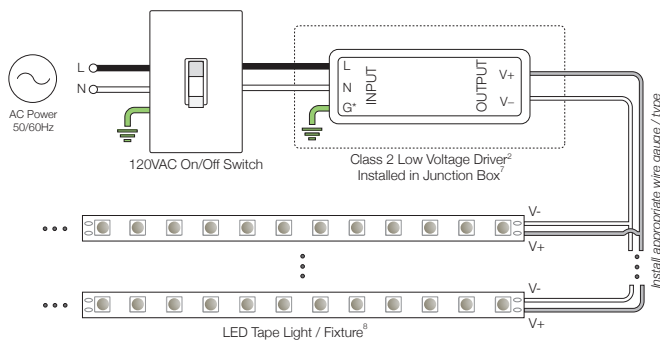 L
N
AC Power
50/60Hz
120VAC On/Off Switch
L
N
G*
INPUT
OUTPUT
V+
V–
Class 2 Low Voltage Driver²
Installed in Junction Box⁷
V-
V+
V-
V+
LED Tape Light / Fixture⁸
Install appropriate wire gauge / type